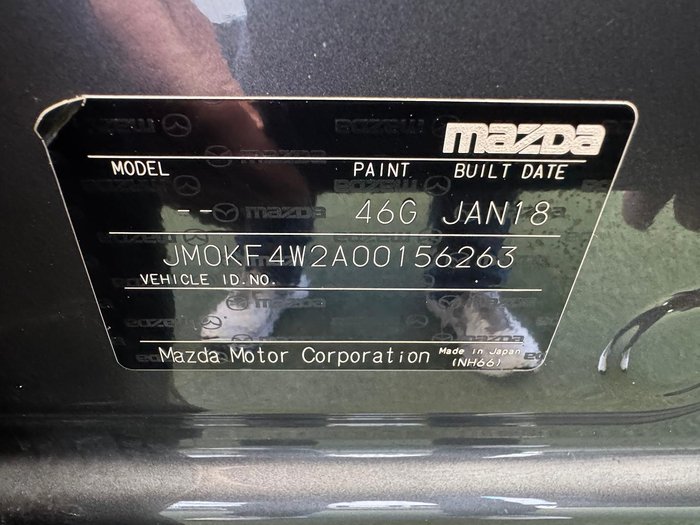 mazda
MODEL PAINT BUILT DATE
-- 46G JAN18
JM0KF4W2A00156263
VEHICLE ID.NO.
Mazda Motor Corporation Made in Japan
(NH66)